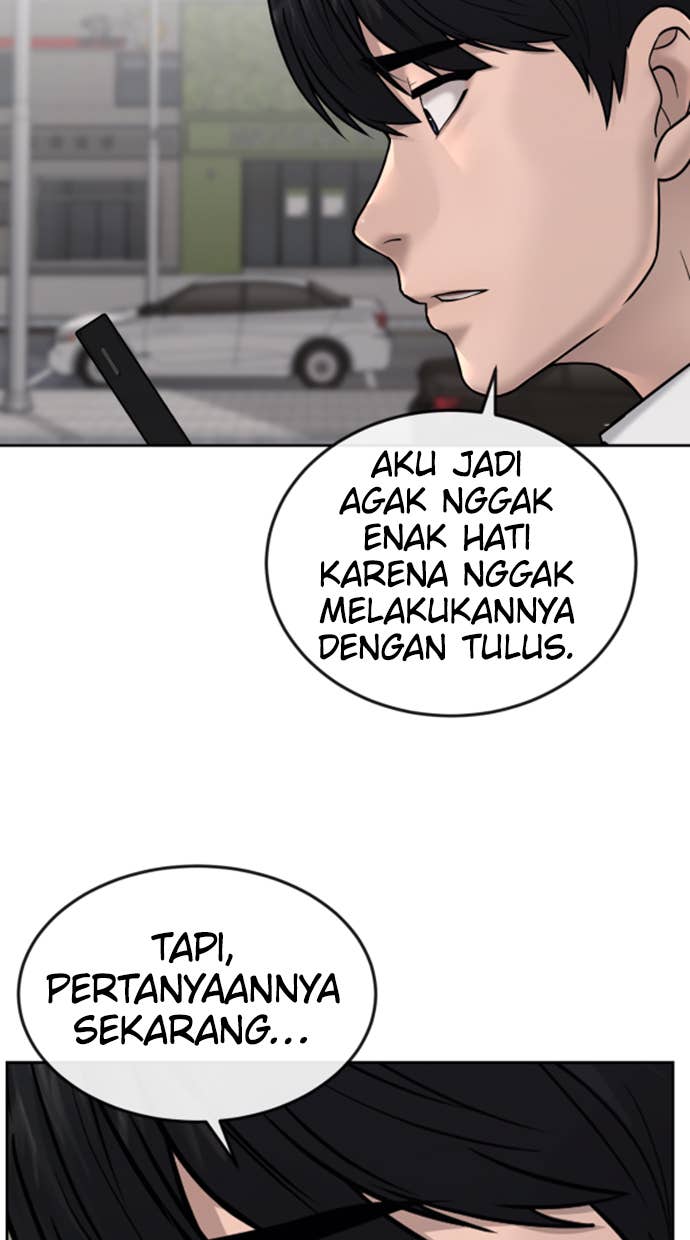 AKU JADI
AGAK NGGAK
ENAK HATI
KARENA NGGAK
MELAKUKANNYA
DENGAN TULUS.
TAPI,
PERTANYAANNYA
SEKARANG...